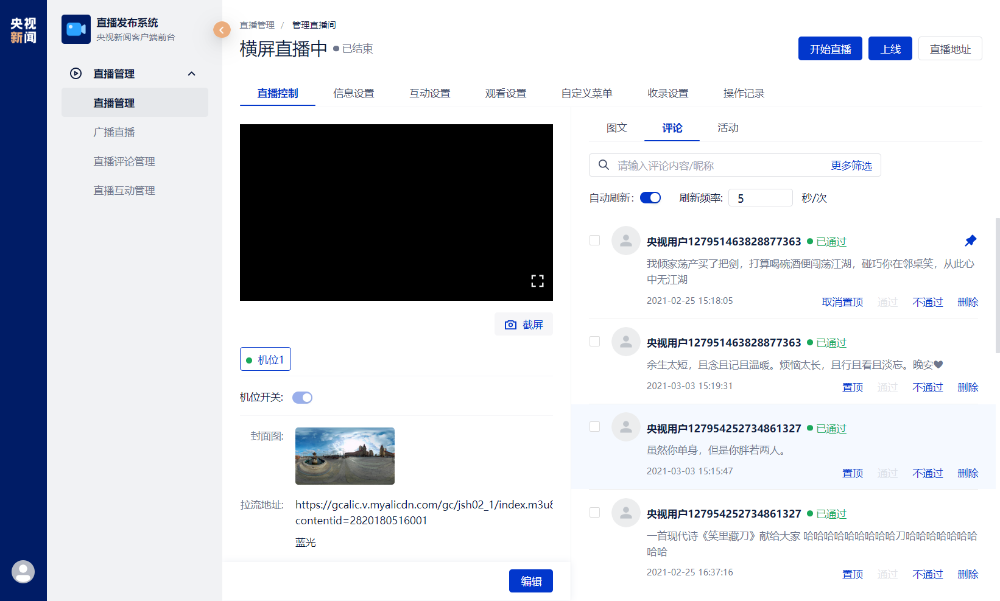 央视
新闻
直播发布系统
央视新闻客户端前台
直播管理
直播管理
广播直播
直播评论管理
直播互动管理
直播管理 / 管理直播间
横屏直播中 已结束
开始直播 上线 直播地址
直播控制 信息设置 互动设置 观看设置 自定义菜单 收录设置 操作记录
截屏
机位1
机位开关:
封面图:
拉流地址: https://gcalic.v.myalicdn.com/gc/jsh02_1/index.m3u8
contentid=2820180516001
蓝光
编辑
图文 评论 活动
请输入评论内容/昵称 更多筛选
自动刷新: 刷新频率: 5 秒/次
央视用户127951463828877363 已通过
我倾家荡产买了把剑，打算喝碗酒便闯荡江湖，碰巧你在邻桌笑，从此心
中无江湖
2021-02-25 15:18:05 取消置顶 通过 不通过 删除
央视用户127951463828877363 已通过
余生太短，且念且记且温暖。烦恼太长，且行且看且淡忘。晚安♥
2021-03-03 15:19:31 置顶 通过 不通过 删除
央视用户127954252734861327 已通过
虽然你单身，但是你胖若两人。
2021-03-03 15:15:47 置顶 通过 不通过 删除
央视用户127954252734861327 已通过
一首现代诗《笑里藏刀》献给大家 哈哈哈哈哈哈哈哈哈刀哈哈哈哈哈哈哈
哈哈
2021-02-25 16:37:16 置顶 通过 不通过 删除